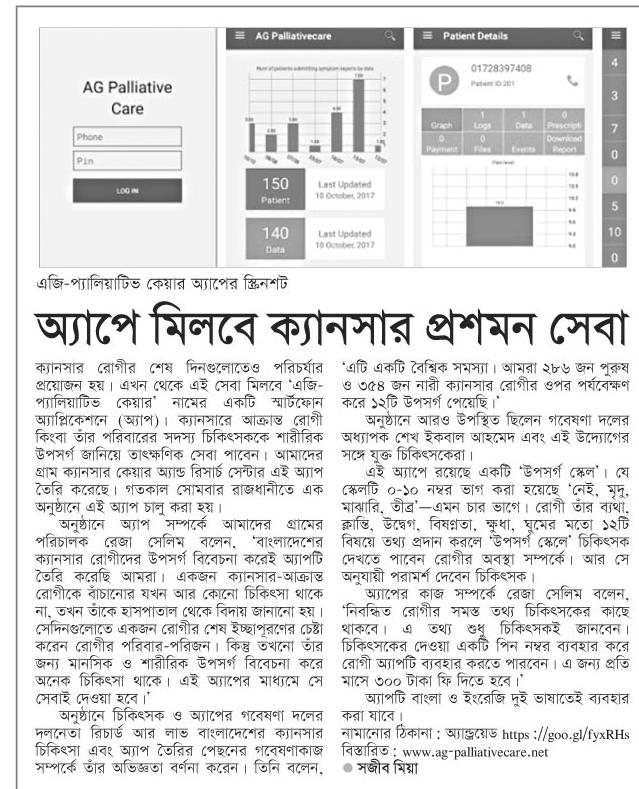 AG Palliative
Care
Phone
Pin
LOG IN
AG Palliativecare
Num of patients submitting symptom reports by date
150
Patient
Last Updated
10 October, 2017
140
Data
Last Updated
10 October, 2017
Patient Details
P
01728397408
Patient ID:201
Graph
1
Logs
1
Data
0
Prescripti
0
Payment
0
Files
Events
Download
Report
Pain level
4
3
7
0
0
5
10
0
এজি-প্যালিয়াটিভ কেয়ার অ্যাপের স্ক্রিনশট
অ্যাপে মিলবে ক্যানসার প্রশমন সেবা
ক্যানসার রোগীর শেষ দিনগুলোতেও পরিচর্যার
প্রয়োজন হয়। এখন থেকে এই সেবা মিলবে ‘এজি-
প্যালিয়াটিভ কেয়ার’ নামের একটি স্মার্টফোন
অ্যাপ্লিকেশনে (অ্যাপ)। ক্যানসারে আক্রান্ত রোগী
কিংবা তাঁর পরিবারের সদস্য চিকিৎসককে শারীরিক
উপসর্গ জানিয়ে তাৎক্ষণিক সেবা পাবেন। আমাদের
গ্রাম ক্যানসার কেয়ার অ্যান্ড রিসার্চ সেন্টার এই অ্যাপ
তৈরি করেছে। গতকাল সোমবার রাজধানীতে এক
অনুষ্ঠানে এই অ্যাপ চালু করা হয়।
অনুষ্ঠানে অ্যাপ সম্পর্কে আমাদের গ্রামের
পরিচালক রেজা সেলিম বলেন, ‘বাংলাদেশের
ক্যানসার রোগীদের উপসর্গ বিবেচনা করেই অ্যাপটি
তৈরি করেছি আমরা। একজন ক্যানসার-আক্রান্ত
রোগীকে বাঁচানোর যখন আর কোনো চিকিৎসা থাকে
না, তখন তাঁকে হাসপাতাল থেকে বিদায় জানানো হয়।
সেদিনগুলোতে একজন রোগীর শেষ ইচ্ছাপূরণের চেষ্টা
করেন রোগীর পরিবার-পরিজন। কিন্তু তখনো তাঁর
জন্য মানসিক ও শারীরিক উপসর্গ বিবেচনা করে
অনেক চিকিৎসা থাকে। এই অ্যাপের মাধ্যমে সে
সেবাই দেওয়া হবে।’
অনুষ্ঠানে চিকিৎসক ও অ্যাপের গবেষণা দলের
দলনেতা রিচার্ড আর লাভ বাংলাদেশের ক্যানসার
চিকিৎসা এবং অ্যাপ তৈরির পেছনের গবেষণাকাজ
সম্পর্কে তাঁর অভিজ্ঞতা বর্ণনা করেন। তিনি বলেন,
‘এটি একটি বৈশ্বিক সমস্যা। আমরা ২৮৬ জন পুরুষ
ও ৩৫৪ জন নারী ক্যানসার রোগীর ওপর পর্যবেক্ষণ
করে ১২টি উপসর্গ পেয়েছি।’
অনুষ্ঠানে আরও উপস্থিত ছিলেন গবেষণা দলের
অধ্যাপক শেখ ইকবাল আহমেদ এবং এই উদ্যোগের
সঙ্গে যুক্ত চিকিৎসকেরা।
এই অ্যাপে রয়েছে একটি ‘উপসর্গ স্কেল’। যে
স্কেলটি ০-১০ নম্বর ভাগ করা হয়েছে ‘নেই, মৃদু,
মাঝারি, তীব্র’—এমন চার ভাগে। রোগী তাঁর ব্যথা,
ক্লান্তি, উদ্বেগ, বিষণ্নতা, ক্ষুধা, ঘুমের মতো ১২টি
বিষয়ে তথ্য প্রদান করলে ‘উপসর্গ স্কেলে’ চিকিৎসক
দেখতে পাবেন রোগীর অবস্থা সম্পর্কে। আর সে
অনুযায়ী পরামর্শ দেবেন চিকিৎসক।
অ্যাপের কাজ সম্পর্কে রেজা সেলিম বলেন,
‘নিবন্ধিত রোগীর সমস্ত তথ্য চিকিৎসকের কাছে
থাকবে। এ তথ্য শুধু চিকিৎসকই জানবেন।
চিকিৎসকের দেওয়া একটি পিন নম্বর ব্যবহার করে
রোগী অ্যাপটি ব্যবহার করতে পারবেন। এ জন্য প্রতি
মাসে ৩০০ টাকা ফি দিতে হবে।’
অ্যাপটি বাংলা ও ইংরেজি দুই ভাষাতেই ব্যবহার
করা যাবে।
নামানোর ঠিকানা : অ্যান্ড্রয়েড https ://goo.gl/fyxRHs
বিস্তারিত : www.ag-palliativecare.net
● সজীব মিয়া